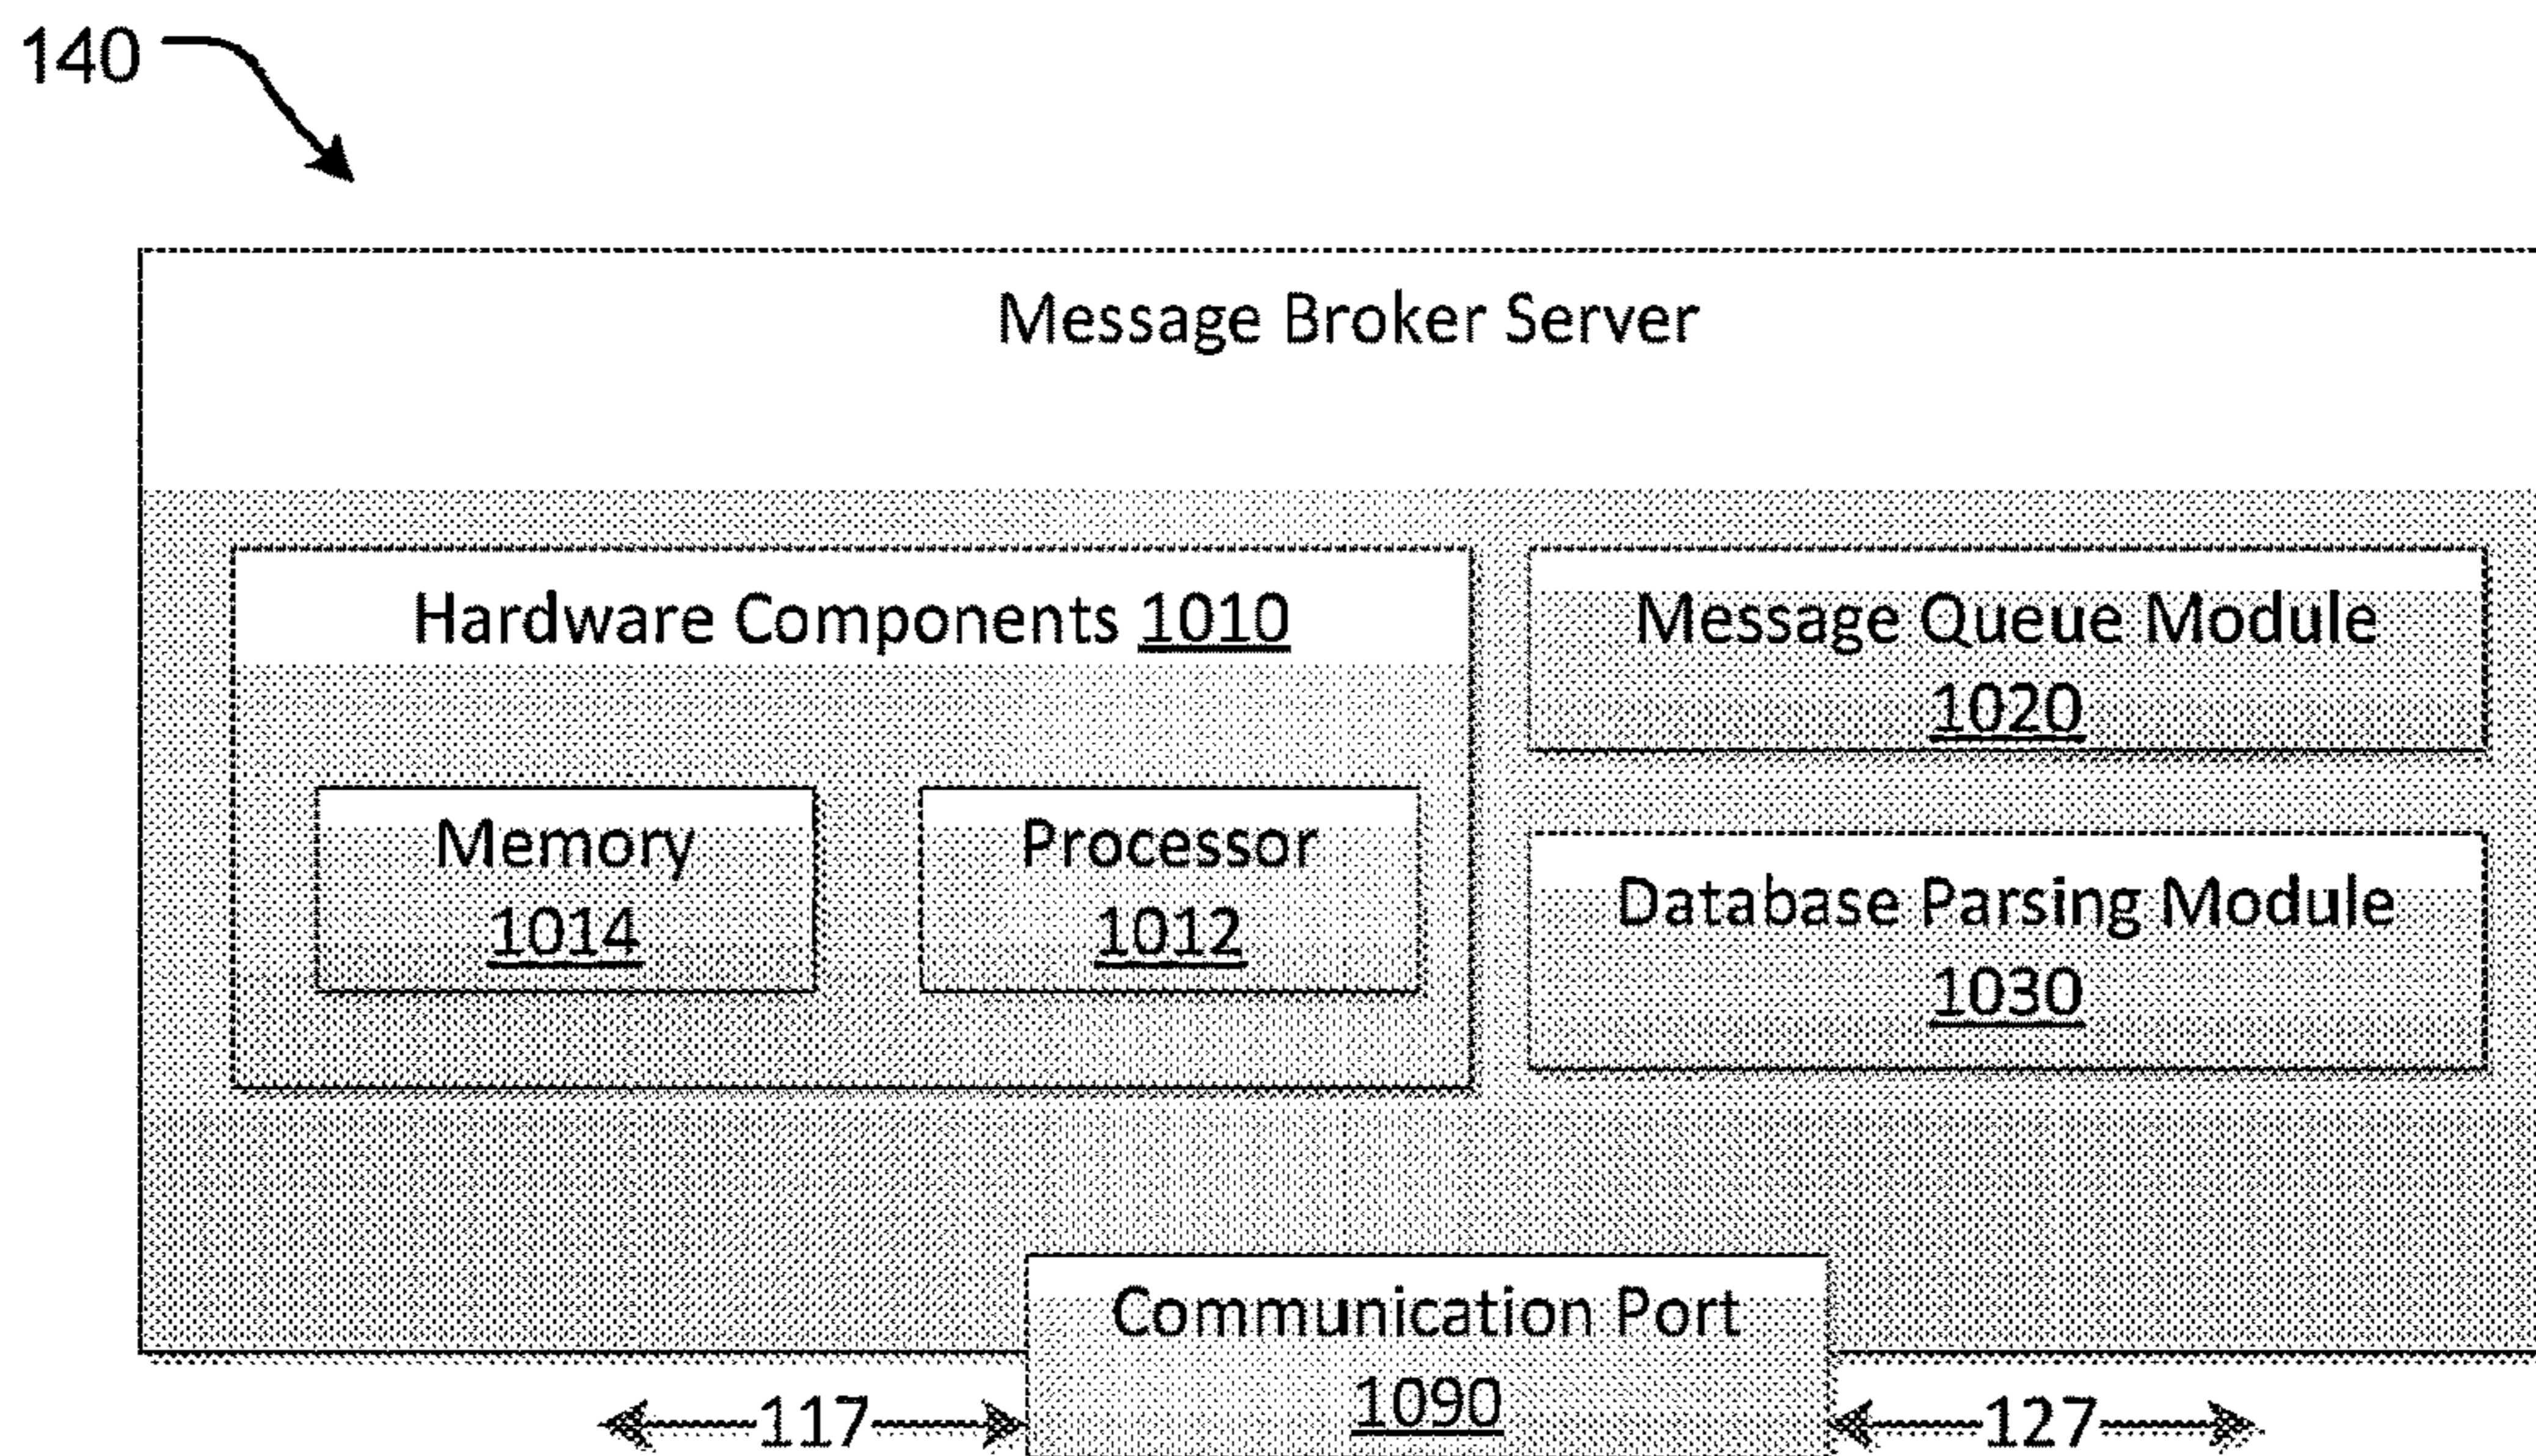 140
Message Broker Server
Hardware Components 1010
Message Queue Module
1020
Memory
1014
Processor
1012
Database Parsing Module
1030
Communication Port
1090
117
127